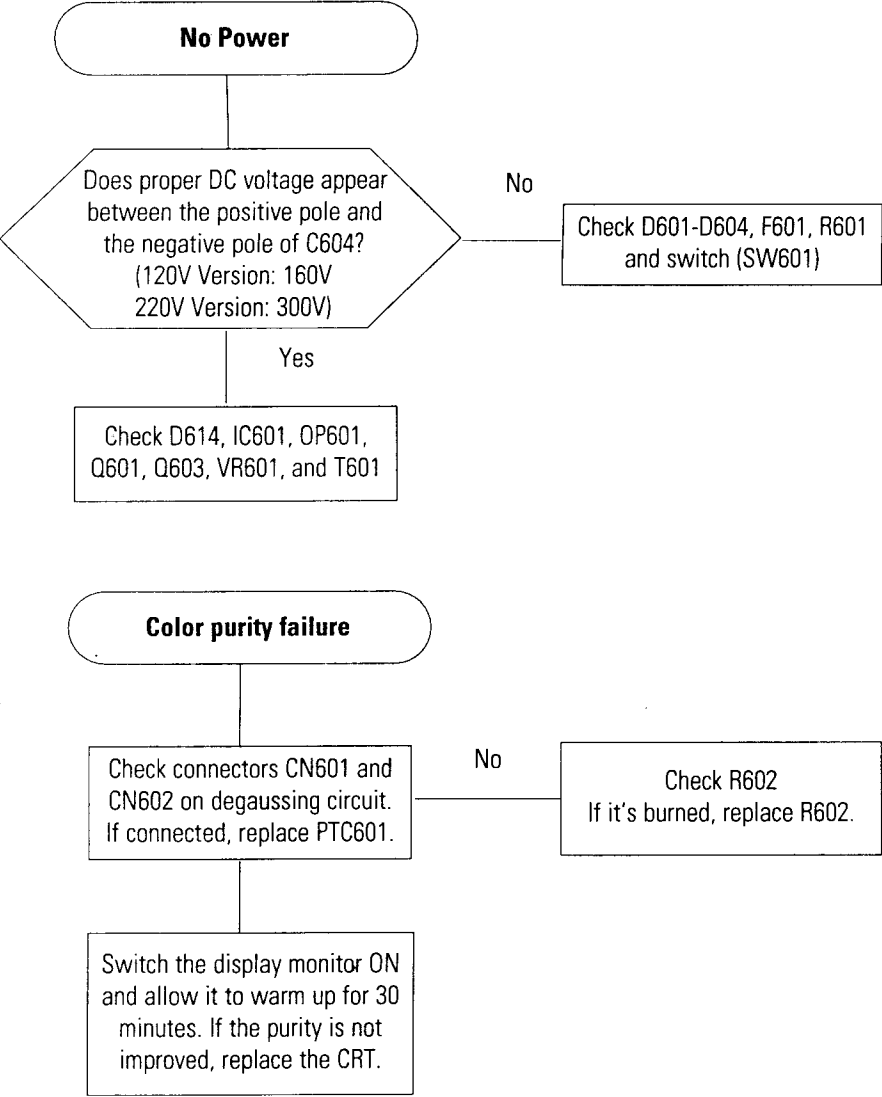 No Power
Does proper DC voltage appear
between the positive pole and
the negative pole of C604?
(120V Version: 160V
220V Version: 300V)
No
Check D601-D604, F601, R601
and switch (SW601)
Yes
Check D614, IC601, OP601,
Q601, Q603, VR601, and T601
Color purity failure
Check connectors CN601 and
CN602 on degaussing circuit.
If connected, replace PTC601.
No
Check R602
If it's burned, replace R602.
Switch the display monitor ON
and allow it to warm up for 30
minutes. If the purity is not
improved, replace the CRT.